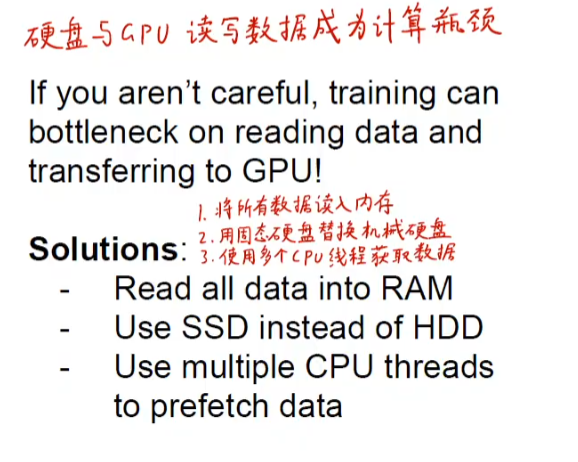 硬盘与GPU 读写数据成为计算瓶颈
If you aren't careful, training can
bottleneck on reading data and
transferring to GPU!
1. 将所有数据读入内存
2. 用固态硬盘替换机械硬盘
Solutions:
3. 使用多个CPU线程获取数据
- Read all data into RAM
- Use SSD instead of HDD
- Use multiple CPU threads
to prefetch data